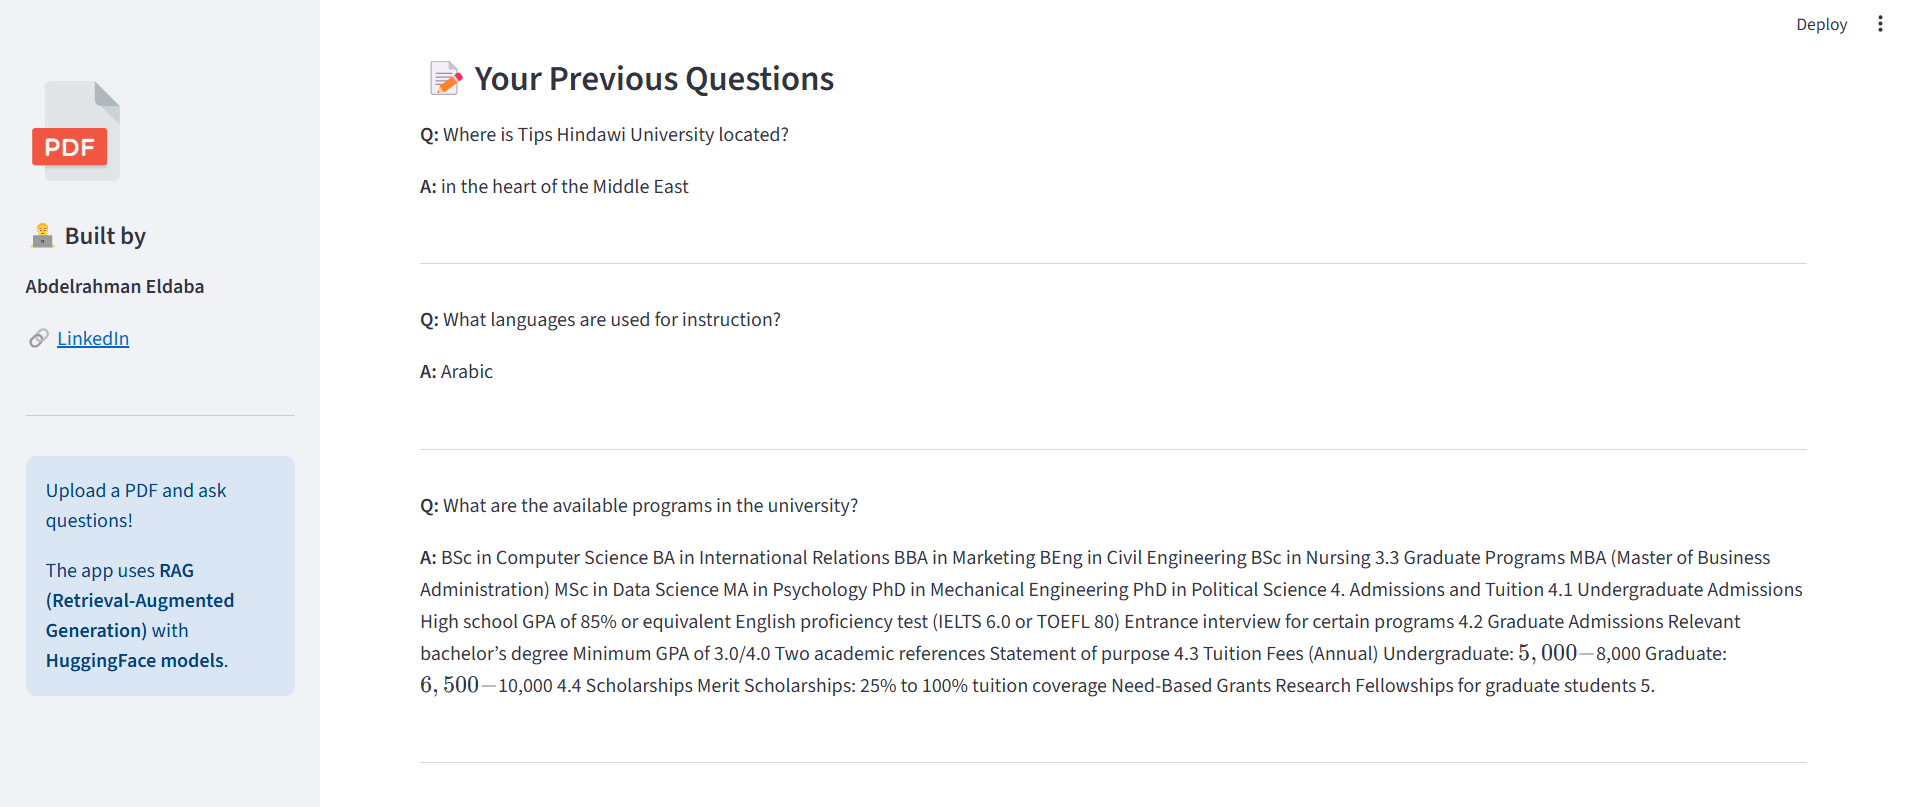 Deploy
PDF
Built by
Abdelrahman Eldaba
LinkedIn
Upload a PDF and ask
questions!
The app uses RAG
(Retrieval-Augmented
Generation) with
HuggingFace models.
Your Previous Questions
Q: Where is Tips Hindawi University located?
A: in the heart of the Middle East
Q: What languages are used for instruction?
A: Arabic
Q: What are the available programs in the university?
A: BSc in Computer Science BA in International Relations BBA in Marketing BEng in Civil Engineering BSc in Nursing 3.3 Graduate Programs MBA (Master of Business
Administration) MSc in Data Science MA in Psychology PhD in Mechanical Engineering PhD in Political Science 4. Admissions and Tuition 4.1 Undergraduate Admissions
High school GPA of 85% or equivalent English proficiency test (IELTS 6.0 or TOEFL 80) Entrance interview for certain programs 4.2 Graduate Admissions Relevant
bachelor’s degree Minimum GPA of 3.0/4.0 Two academic references Statement of purpose 4.3 Tuition Fees (Annual) Undergraduate: 5,000−8,000 Graduate:
6,500−10,000 4.4 Scholarships Merit Scholarships: 25% to 100% tuition coverage Need-Based Grants Research Fellowships for graduate students 5.